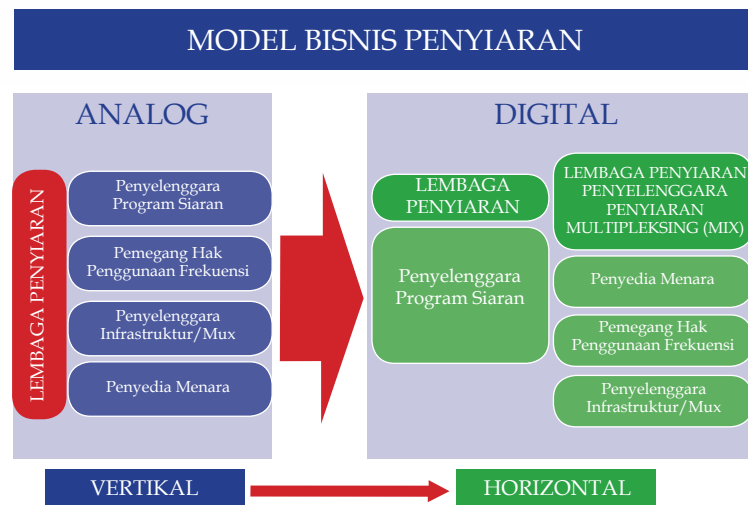 MODEL BISNIS PENYIARAN
ANALOG
LEMBAGA PENYIARAN
Penyelenggara
Program Siaran
Pemegang Hak
Penggunaan Frekuensi
Penyelenggara
Infrastruktur/Mux
Penyedia Menara
VERTIKAL
DIGITAL
LEMBAGA
PENYIARAN
Penyelenggara
Program Siaran
LEMBAGA PENYIARAN
PENYELENGGARA
PENYIARAN
MULTIPLEKSING (MIX)
Penyedia Menara
Pemegang Hak
Penggunaan Frekuensi
Penyelenggara
Infrastruktur/Mux
HORIZONTAL